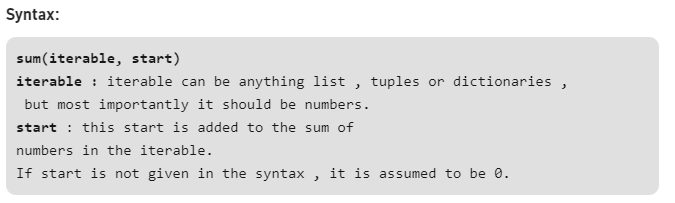 Syntax:
sum(iterable, start)
iterable : iterable can be anything list , tuples or dictionaries ,
but most importantly it should be numbers.
start : this start is added to the sum of
numbers in the iterable.
If start is not given in the syntax , it is assumed to be 0.